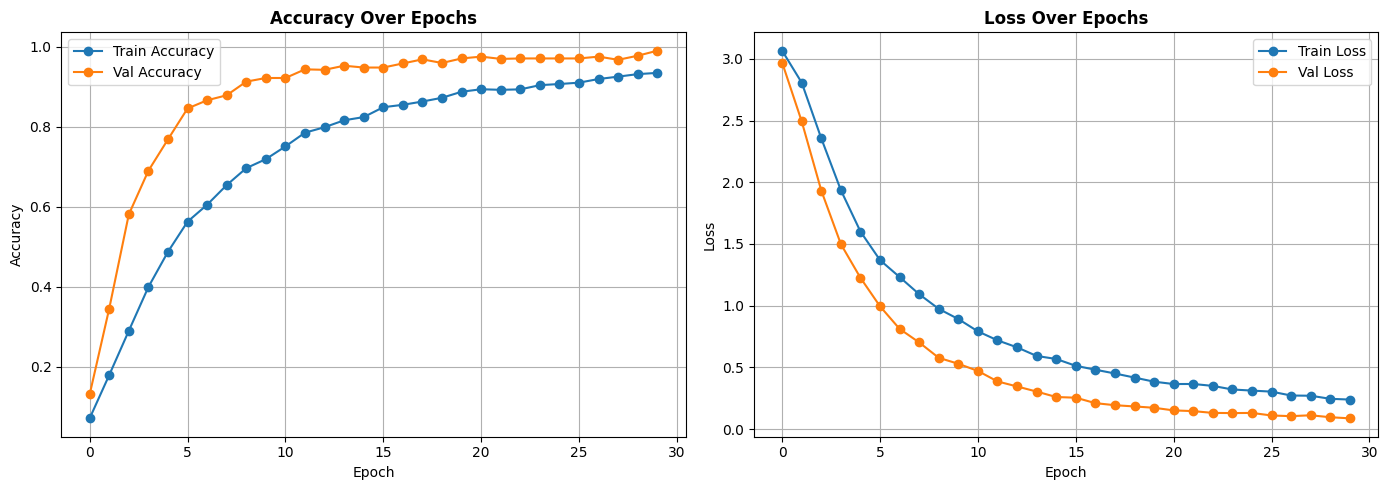 Accuracy Over Epochs
Train Accuracy
Val Accuracy
1.0
0.8
0.6
0.4
0.2
Accuracy
0 5 10 15 20 25 30
Epoch
Loss Over Epochs
Train Loss
Val Loss
3.0
2.5
2.0
1.5
1.0
0.5
0.0
Loss
0 5 10 15 20 25 30
Epoch